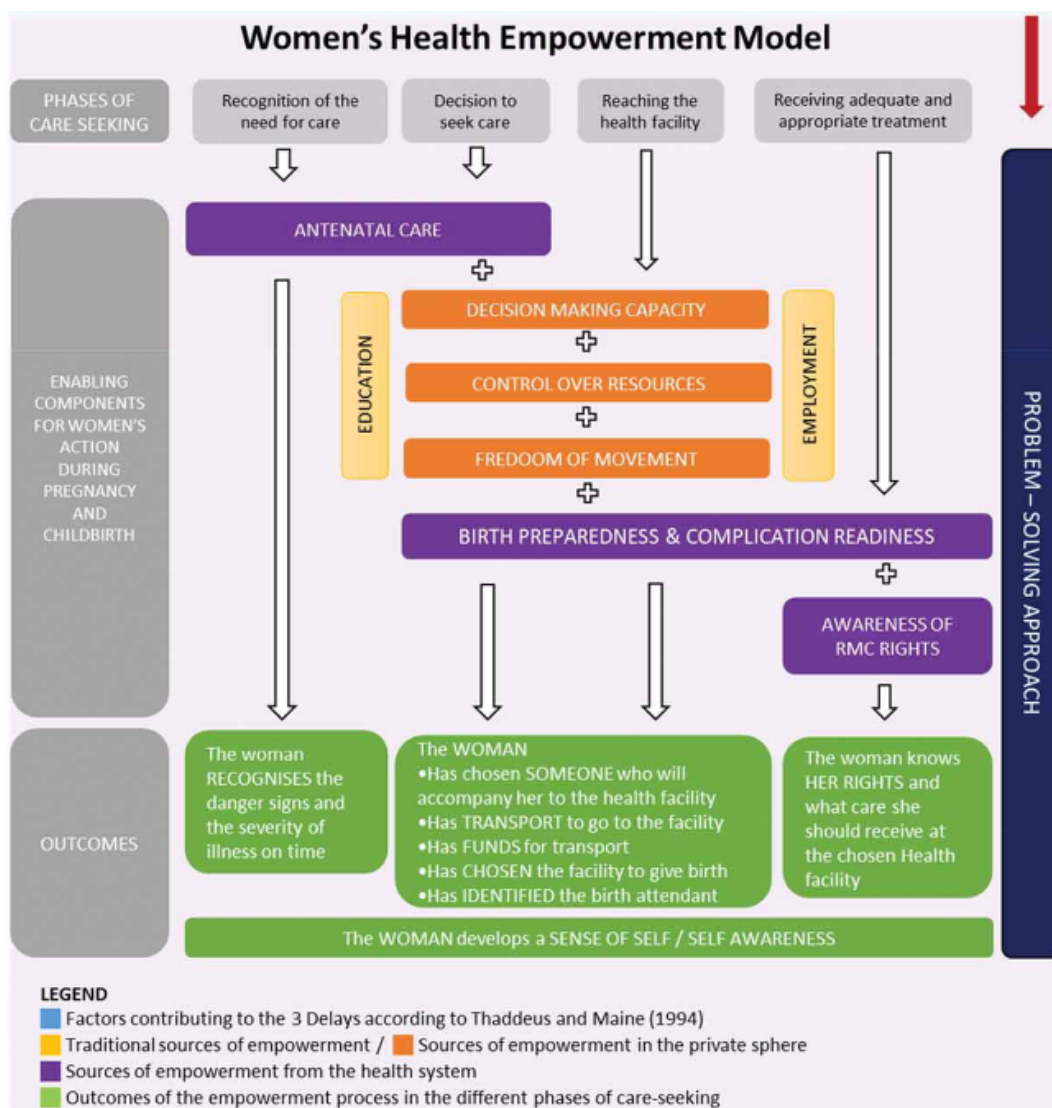 Women's Health Empowerment Model
PHASES OF
CARE SEEKING
Recognition of the
need for care
Decision to
seek care
Reaching the
health facility
Receiving adequate and
appropriate treatment
ENABLING
COMPONENTS
FOR WOMEN'S
ACTION
DURING
PREGNANCY
AND
CHILDBIRTH
ANTENATAL CARE
EDUCATION
DECISION MAKING CAPACITY
CONTROL OVER RESOURCES
FREDOOM OF MOVEMENT
EMPLOYMENT
BIRTH PREPAREDNESS & COMPLICATION READINESS
AWARENESS OF
RMC RIGHTS
PROBLEM – SOLVING APPROACH
OUTCOMES
The woman
RECOGNISES the
danger signs and
the severity of
illness on time
The WOMAN
•Has chosen SOMEONE who will
accompany her to the health facility
•Has TRANSPORT to go to the facility
•Has FUNDS for transport
•Has CHOSEN the facility to give birth
•Has IDENTIFIED the birth attendant
The woman knows
HER RIGHTS and
what care she
should receive at
the chosen Health
facility
The WOMAN develops a SENSE OF SELF / SELF AWARENESS
LEGEND
Factors contributing to the 3 Delays according to Thaddeus and Maine (1994)
Traditional sources of empowerment / Sources of empowerment in the private sphere
Sources of empowerment from the health system
Outcomes of the empowerment process in the different phases of care-seeking